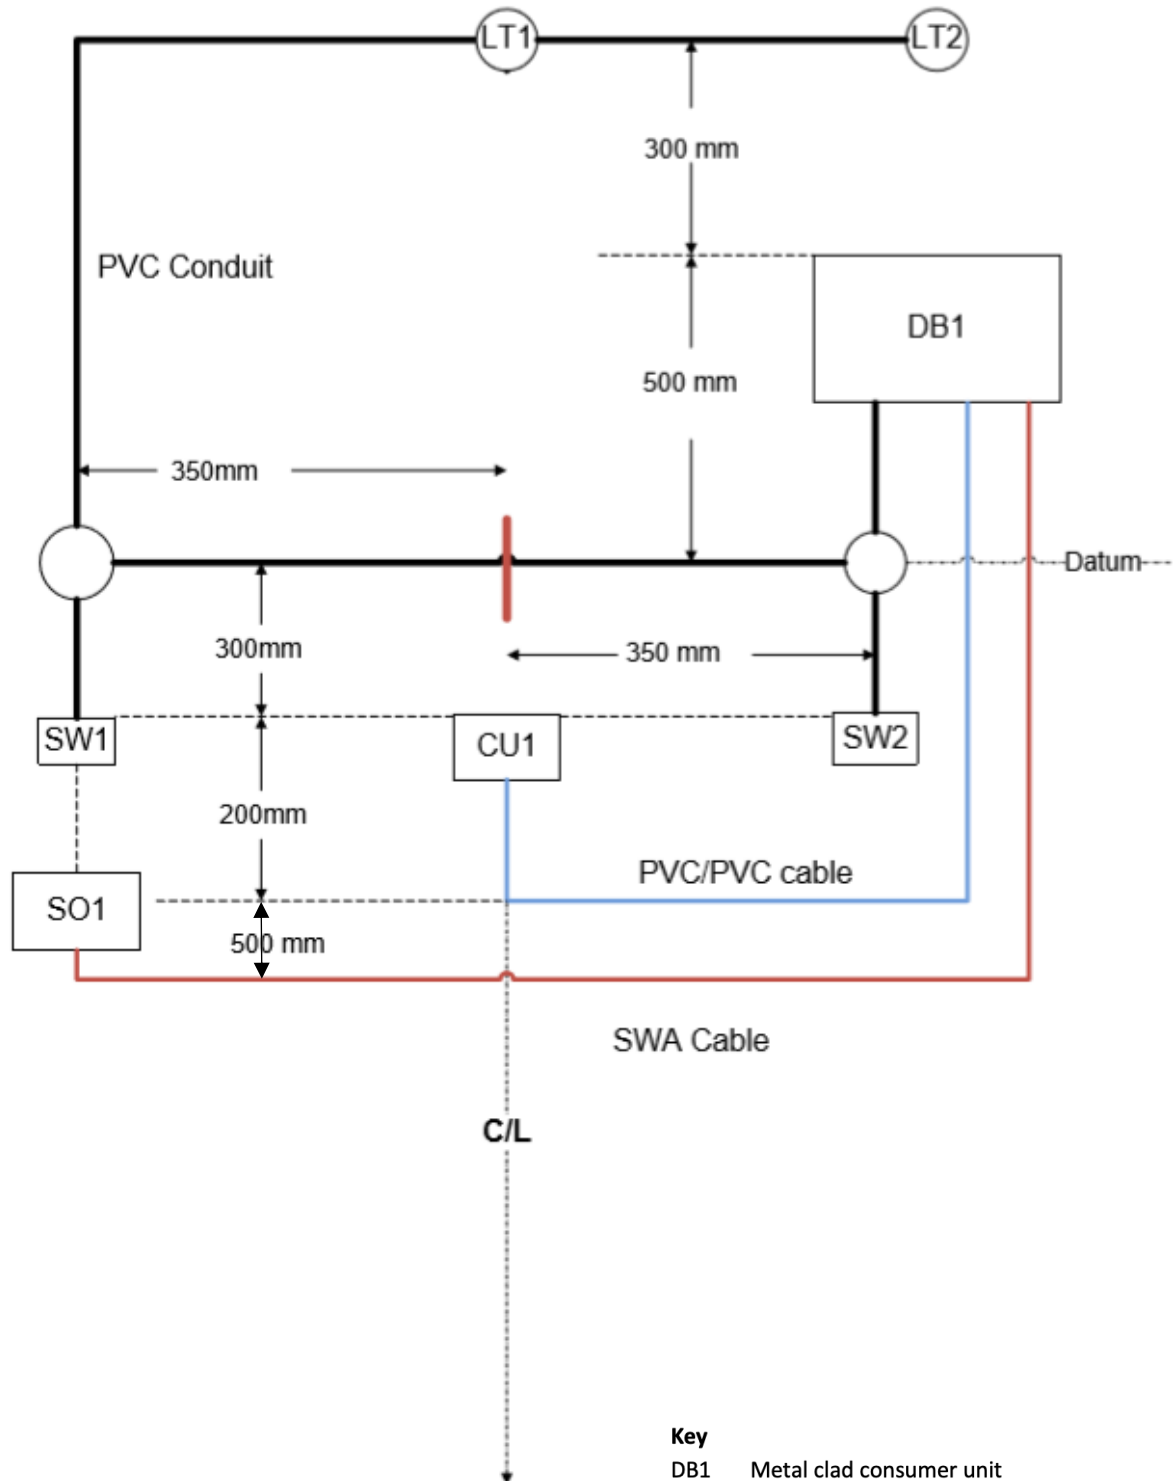 LT1
LT2
300 mm
PVC Conduit
DB1
500 mm
350mm
Datum
300mm
350 mm
SW1
CU1
SW2
200mm
PVC/PVC cable
SO1
500 mm
SWA Cable
C/L
Key
DB1 Metal clad consumer unit